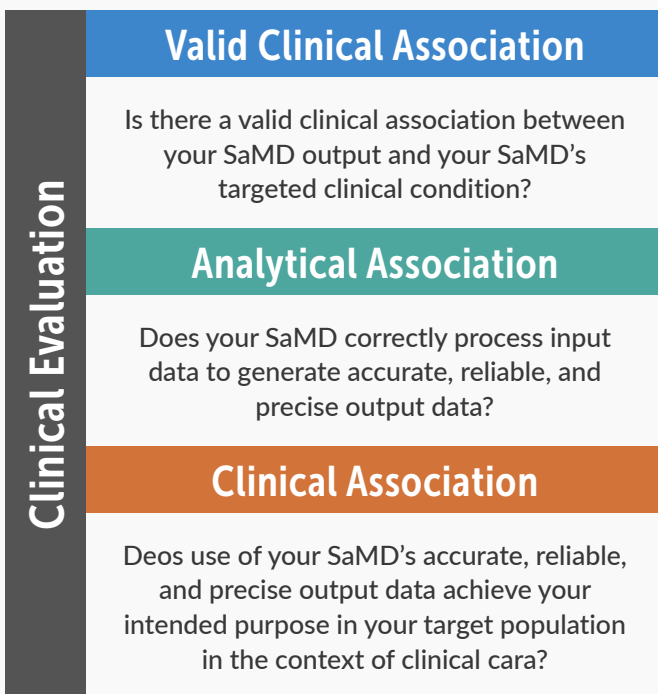 Clinical Evaluation
Valid Clinical Association
Is there a valid clinical association between
your SaMD output and your SaMD's
targeted clinical condition?
Analytical Association
Does your SaMD correctly process input
data to generate accurate, reliable, and
precise output data?
Clinical Association
Deos use of your SaMD's accurate, reliable,
and precise output data achieve your
intended purpose in your target population
in the context of clinical cara?